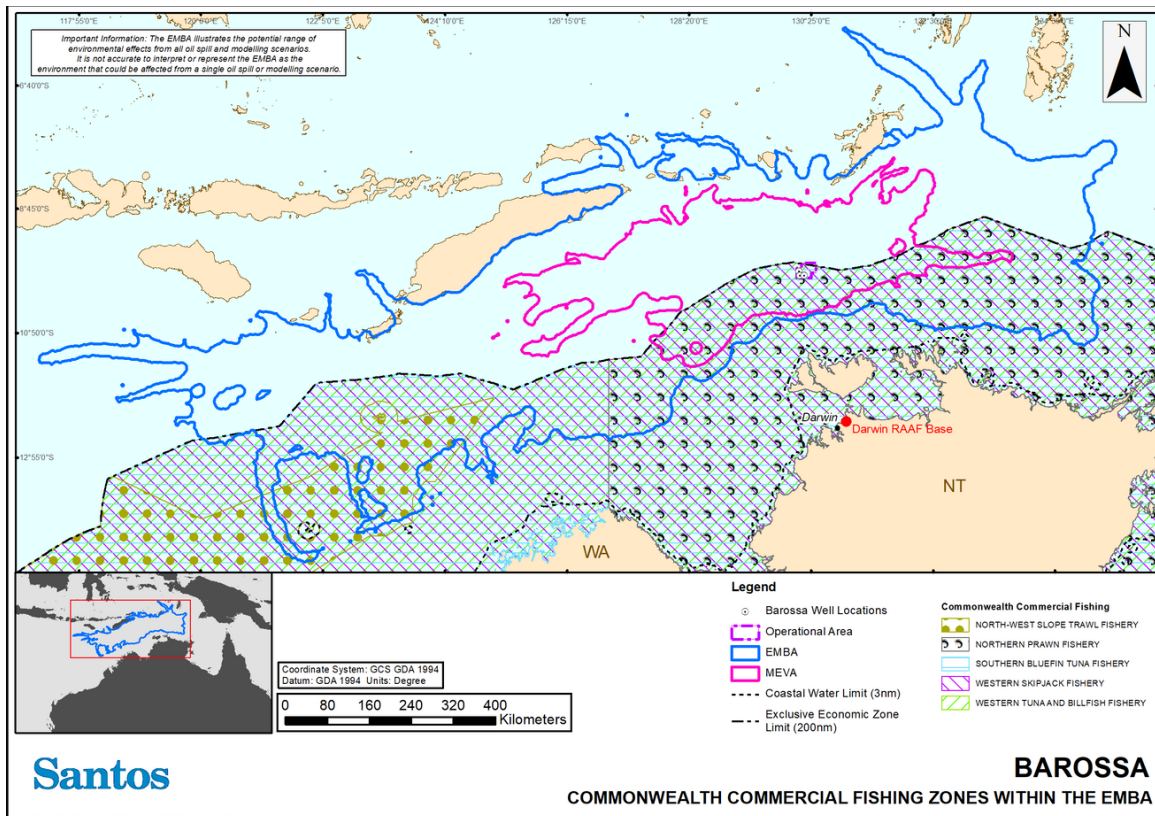 117°55'0"E 120°0'0"E 122°5'0"E 124°10'0"E 126°15'0"E 128°20'0"E 130°25'0"E 132°30'0"E
Important Information: The EMBA illustrates the potential range of
environmental effects from all oil spill and modelling scenarios.
It is not accurate to interpret or represent the EMBA as the
environment that could be affected from a single oil spill or modelling scenario.
N
6°40'0"S
8°45'0"S
10°50'0"S
12°55'0"S
Darwin
Darwin RAAF Base
NT
WA
Coordinate System: GCS GDA 1994
Datum: GDA 1994 Units: Degree
0 80 160 240 320 400
Kilometers
Legend
Barossa Well Locations
Operational Area
EMBA
MEVA
Coastal Water Limit (3nm)
Exclusive Economic Zone
Limit (200nm)
Commonwealth Commercial Fishing
NORTH-WEST SLOPE TRAWL FISHERY
NORTHERN PRAWN FISHERY
SOUTHERN BLUEFIN TUNA FISHERY
WESTERN SKIPJACK FISHERY
WESTERN TUNA AND BILLFISH FISHERY
Santos
BAROSSA
COMMONWEALTH COMMERCIAL FISHING ZONES WITHIN THE EMBA